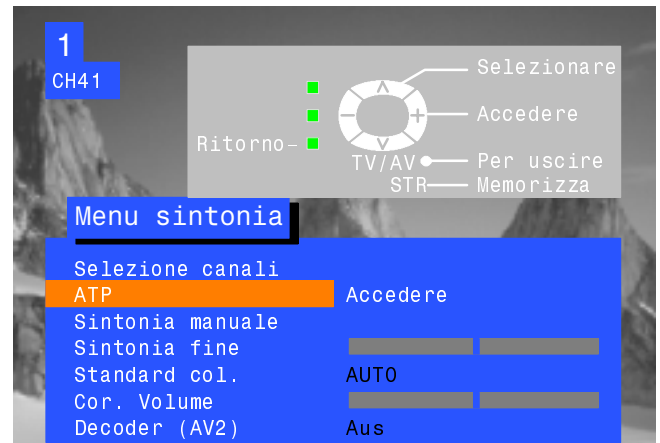 1
CH41
Selezionare
Accedere
Ritorno
TV/AV Per uscire
STR Memorizza
Menu sintonia
Selezione canali
ATP Accedere
Sintonia manuale
Sintonia fine
Standard col. AUTO
Cor. Volume
Decoder (AV2) Aus